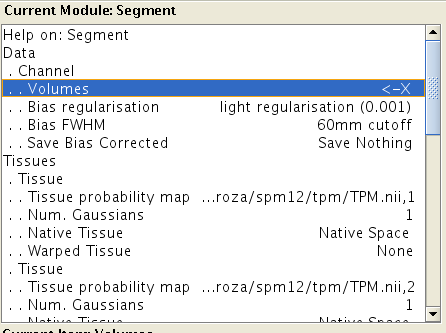 Current Module: Segment
Help on: Segment
Data
. Channel
. . Volumes <-X
. . Bias regularisation light regularisation (0.001)
. . Bias FWHM 60mm cutoff
. . Save Bias Corrected Save Nothing
Tissues
. Tissue
. . Tissue probability map ...roza/spm12/tpm/TPM.nii,1
. . Num. Gaussians 1
. . Native Tissue Native Space
. . Warped Tissue None
. Tissue
. . Tissue probability map ...roza/spm12/tpm/TPM.nii,2
. . Num. Gaussians 1
. . Native Tissue Native Space
Current Item: Volumes